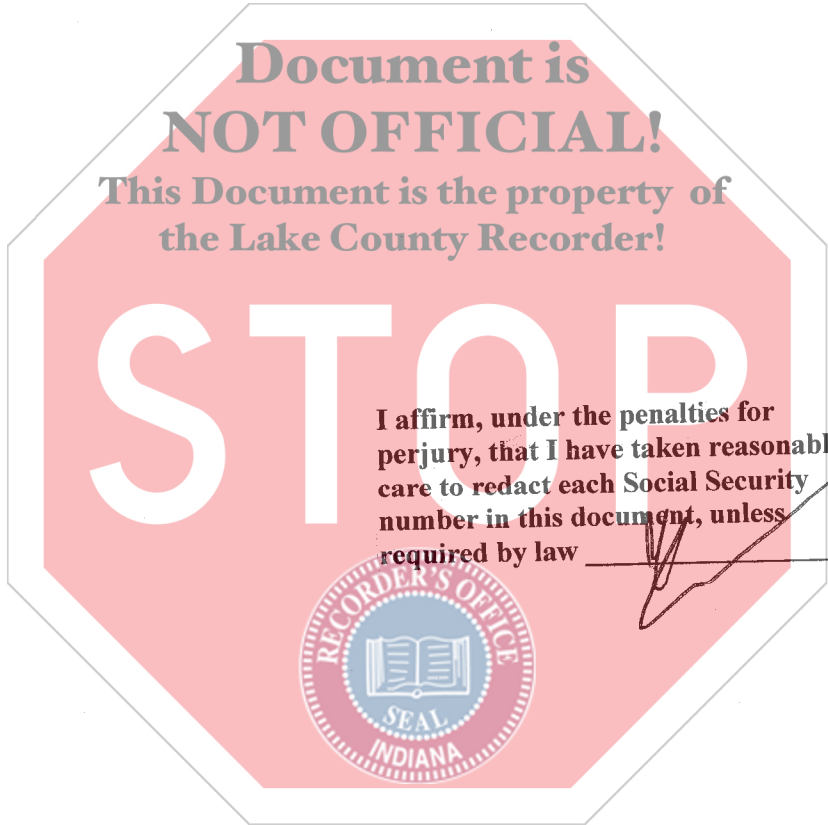 Document is
NOT OFFICIAL!
This Document is the property of
the Lake County Recorder!
STOP
I affirm, under the penalties for
perjury, that I have taken reasonabl
care to redact each Social Security
number in this document, unless
required by law
RECORDER'S OFFICE
SEAL
INDIANA